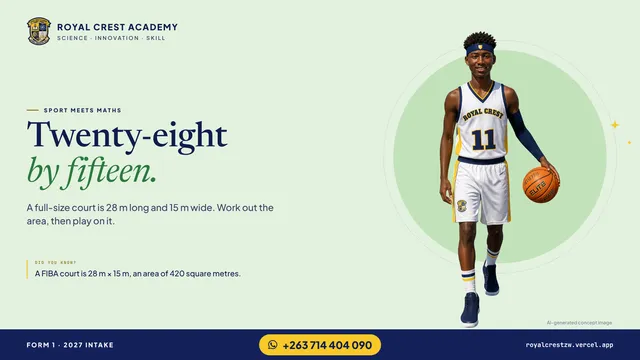 ROYAL CREST ACADEMY
SCIENCE · INNOVATION · SKILL
SPORT MEETS MATHS
Twenty-eight
by fifteen.
A full-size court is 28 m long and 15 m wide. Work out the
area, then play on it.
DID YOU KNOW?
A FIBA court is 28 m × 15 m, an area of 420 square metres.
ROYAL CREST
11
AI-generated concept image
FORM 1 · 2027 INTAKE
+263 714 404 090
royalcrestzw.vercel.app